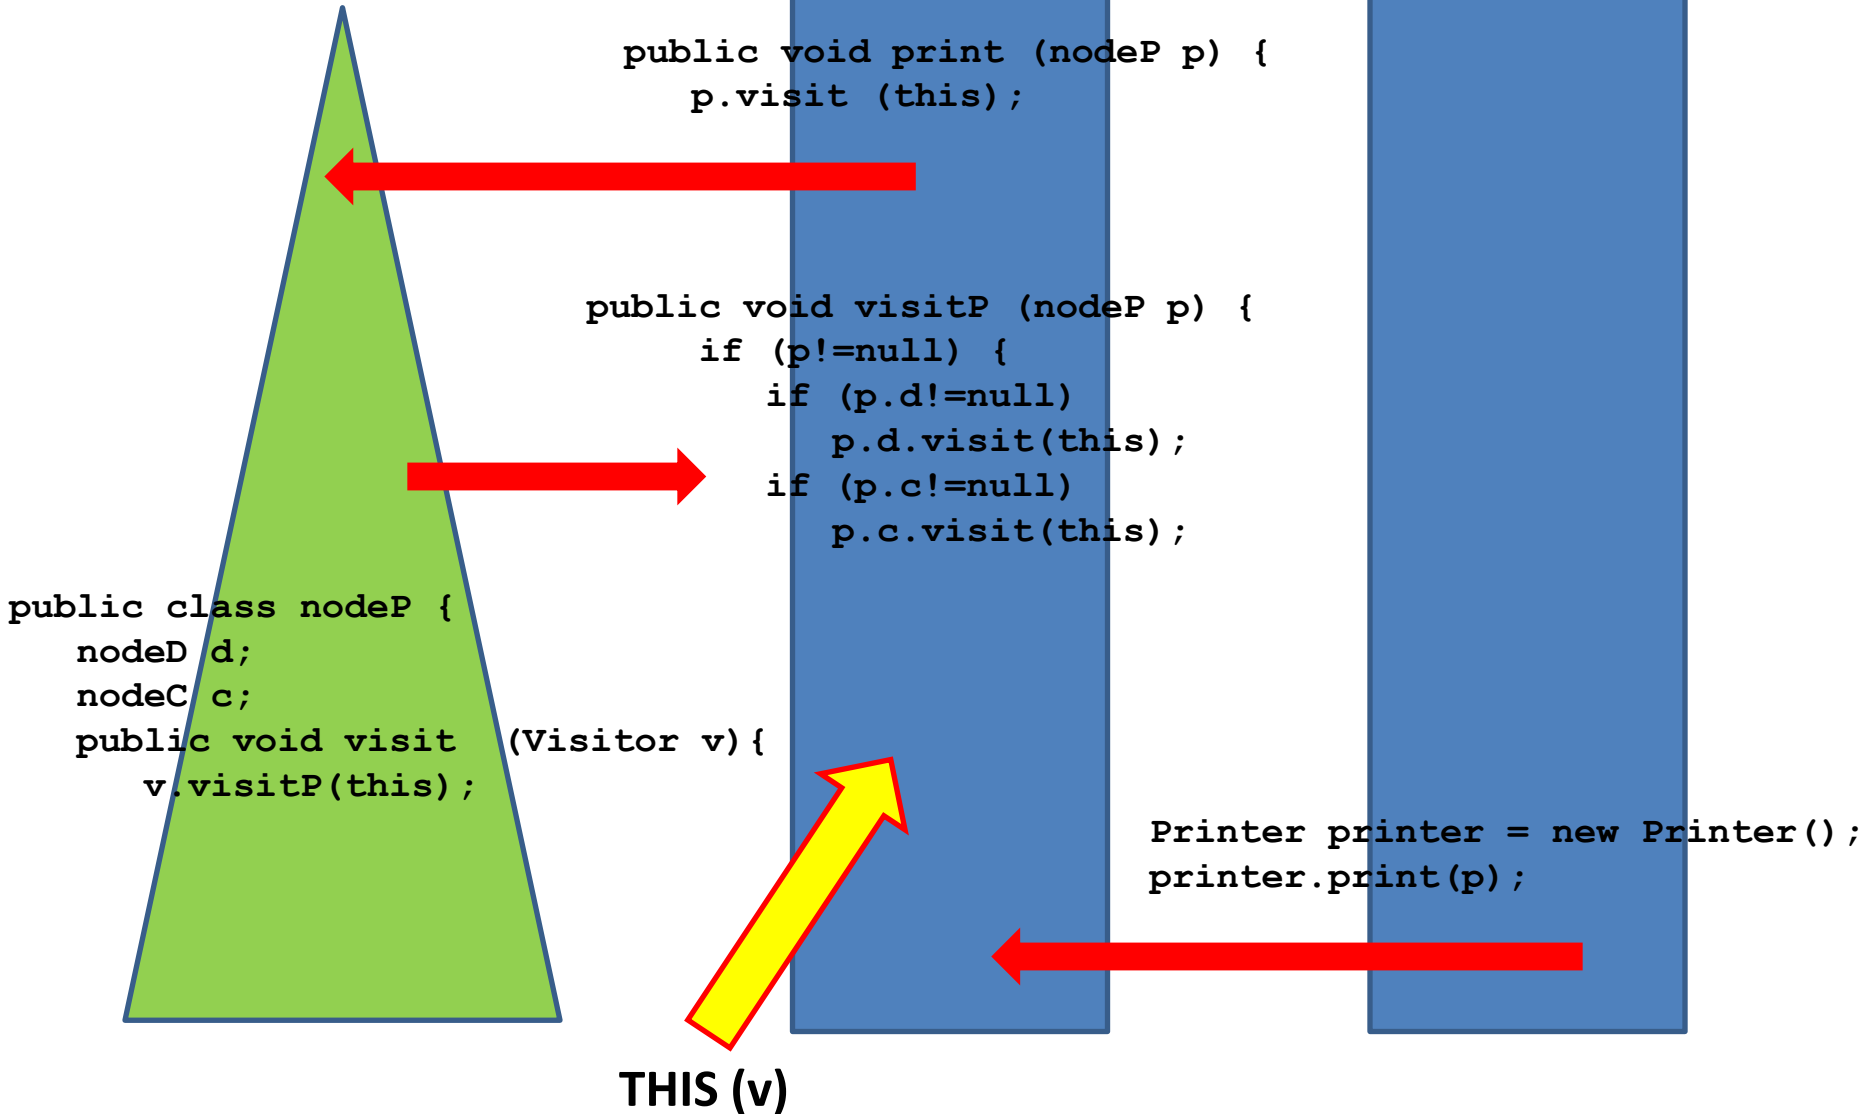 public void print (nodeP p) {
p.visit (this);
public void visitP (nodeP p) {
if (p!=null) {
if (p.d!=null)
p.d.visit(this);
if (p.c!=null)
p.c.visit(this);
public class nodeP {
nodeD d;
nodeC c;
public void visit (Visitor v){
v.visitP(this);
Printer printer = new Printer();
printer.print(p);
THIS (v)